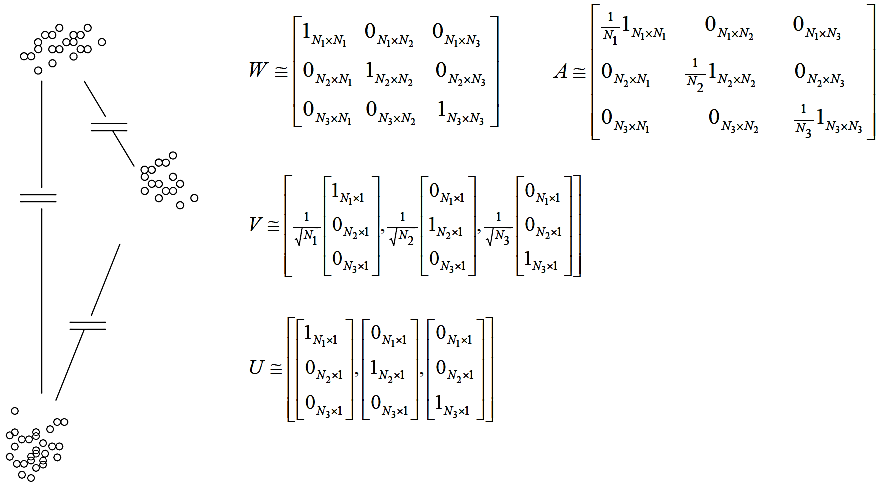 W ≅ [1_{N₁×N₁} 0_{N₁×N₂} 0_{N₁×N₃}
0_{N₂×N₁} 1_{N₂×N₂} 0_{N₂×N₃}
0_{N₃×N₁} 0_{N₃×N₂} 1_{N₃×N₃}]
A ≅ [1/N₁ 1_{N₁×N₁} 0_{N₁×N₂} 0_{N₁×N₃}
0_{N₂×N₁} 1/N₂ 1_{N₂×N₂} 0_{N₂×N₃}
0_{N₃×N₁} 0_{N₃×N₂} 1/N₃ 1_{N₃×N₃}]
V ≅ [1/√N₁ [1_{N₁×1} 0_{N₂×1} 0_{N₃×1}], 1/√N₂ [0_{N₁×1} 1_{N₂×1} 0_{N₃×1}], 1/√N₃ [0_{N₁×1} 0_{N₂×1} 1_{N₃×1}]]
U ≅ [[1_{N₁×1} 0_{N₂×1} 0_{N₃×1}], [0_{N₁×1} 1_{N₂×1} 0_{N₃×1}], [0_{N₁×1} 0_{N₂×1} 1_{N₃×1}]]